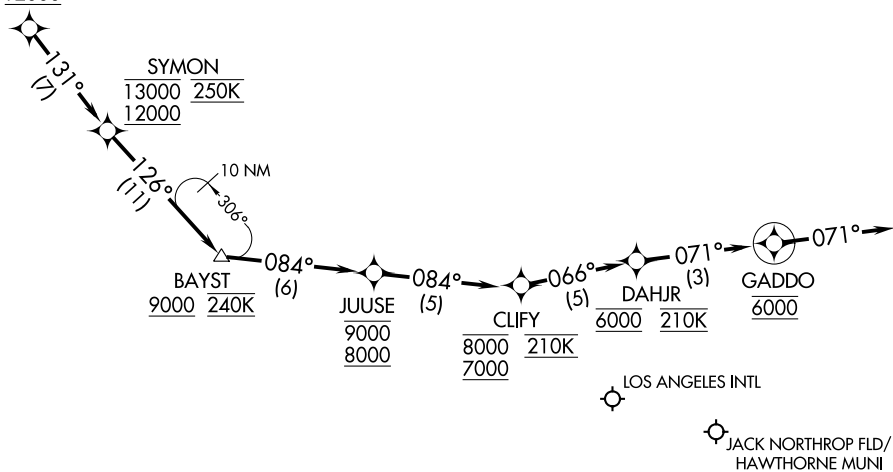 131°
(7)
SYMON
13000 250K
12000
126°
(11)
10 NM
306°
BAYST
9000 240K
084°
(6)
JUUSE
9000
8000
084°
(5)
CLIFY
8000 210K
7000
066°
(5)
DAHJR
6000 210K
071°
(3)
GADDO
6000
071°
LOS ANGELES INTL
JACK NORTHROP FLD/
HAWTHORNE MUNI